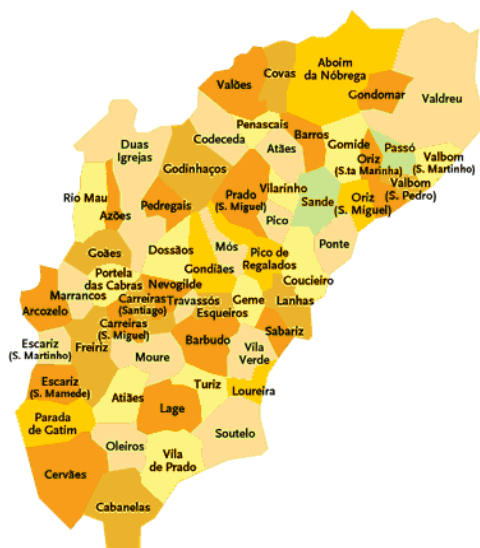 Aboim
da Nóbrega
Covas
Valões
Gondomar
Valdreu
Penascais
Codeceda
Barros
Duas
Igrejas
Atães
Gomide
Passó
Oriz
(S.ta Marinha)
Valbom
(S. Martinho)
Godinhaços
Valbom
(S. Pedro)
Rio Mau
Prado
(S. Miguel)
Vilarinho
Sande
Oriz
(S. Miguel)
Azões
Pedregais
Pico
Ponte
Goães
Dossãos
Mós
Pico de
Regalados
Gondiães
Coucieiro
Portela
das Cabras
Nevogilde
Marrancos
Carreiras
(Santiago)
Travassós
Geme
Lanhas
Arcozelo
Esqueiros
Carreiras
(S. Miguel)
Sabariz
Escariz
(S. Martinho)
Freiriz
Barbudo
Vila
Verde
Moure
Escariz
(S. Mamede)
Turiz
Loureira
Atiães
Lage
Parada
de Gatim
Soutelo
Oleiros
Vila
de Prado
Cervães
Cabanelas